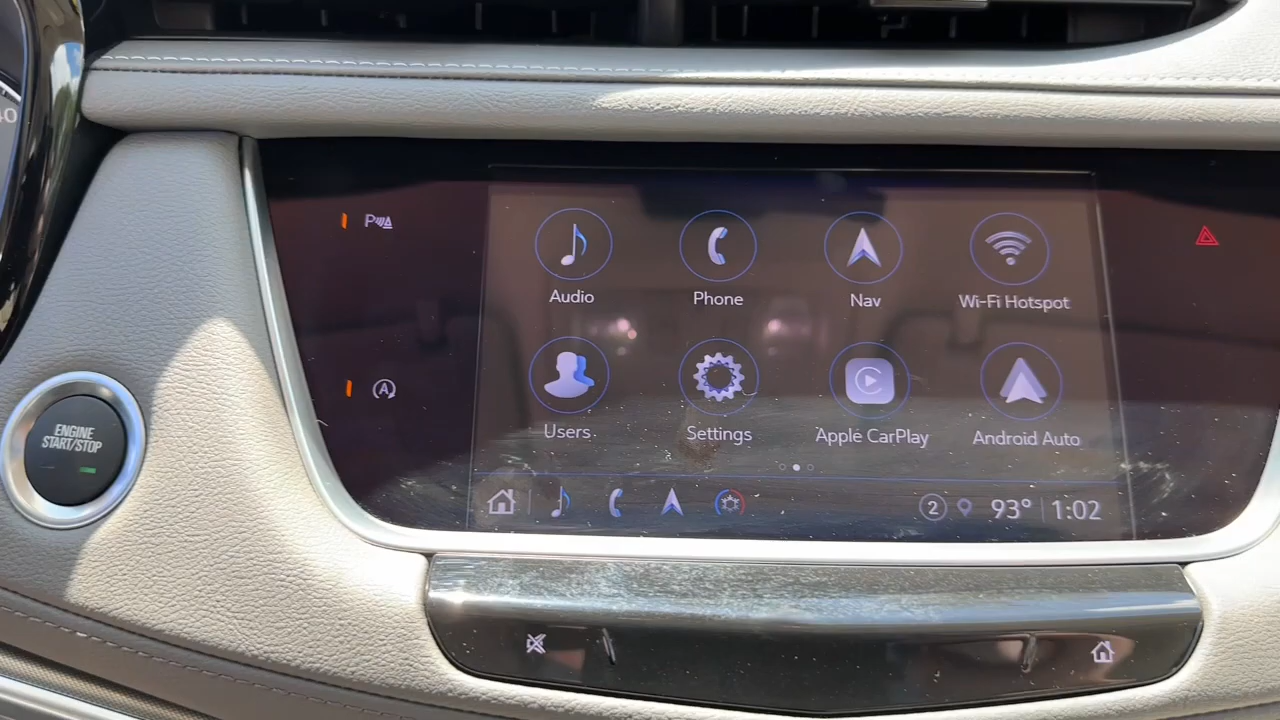 40
Audio
Phone
Nav
Wi-Fi Hotspot
Users
Settings
Apple CarPlay
Android Auto
2
93°
1:02
P
A
ENGINE
START/STOP